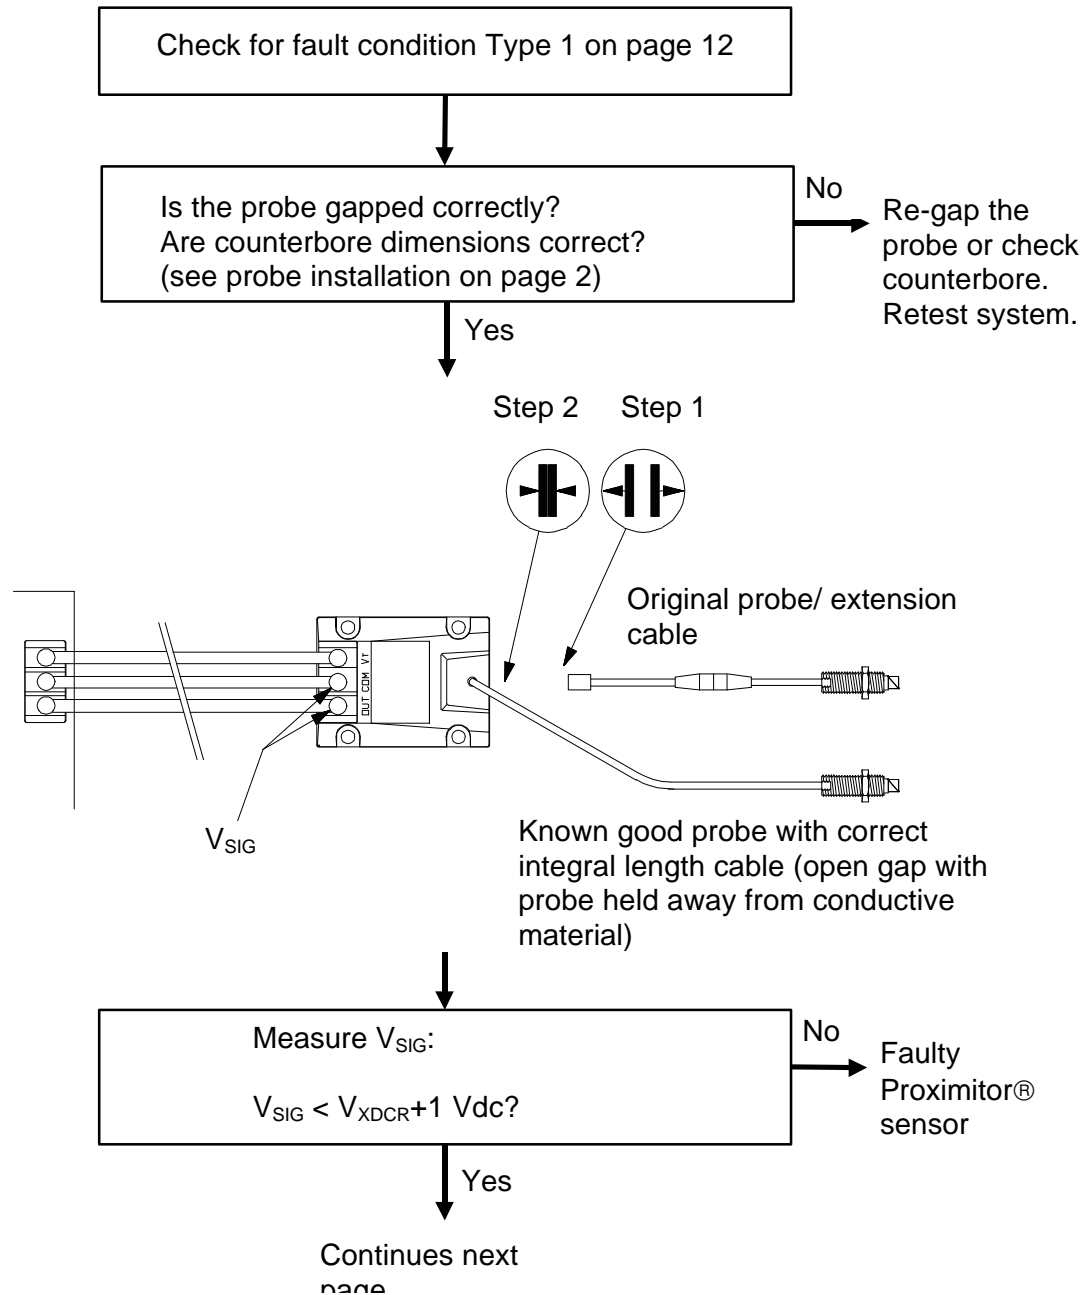 Check for fault condition Type 1 on page 12
Is the probe gapped correctly?
Are counterbore dimensions correct?
(see probe installation on page 2)
No
Re-gap the
probe or check
counterbore.
Retest system.
Yes
Step 2
Step 1
Original probe/ extension
cable
OUT COM VT
VSIG
Known good probe with correct
integral length cable (open gap with
probe held away from conductive
material)
Measure VSIG:
VSIG < VXDCR+1 Vdc?
No
Faulty
Proximitor®
sensor
Yes
Continues next
page